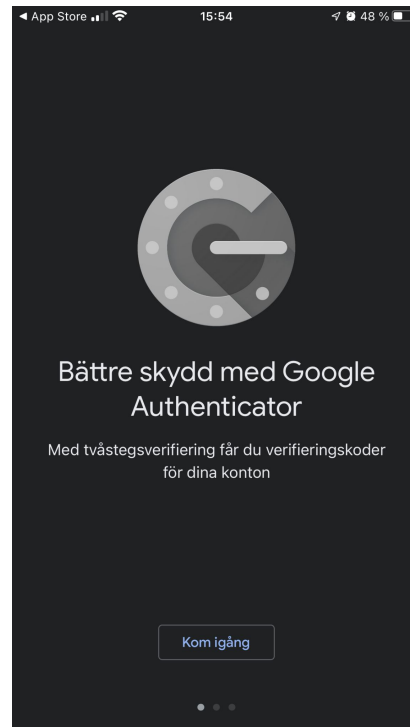 ◀ App Store
15:54
48 %
Bättre skydd med Google
Authenticator
Med tvåstegsverifiering får du verifieringskoder
för dina konton
Kom igång